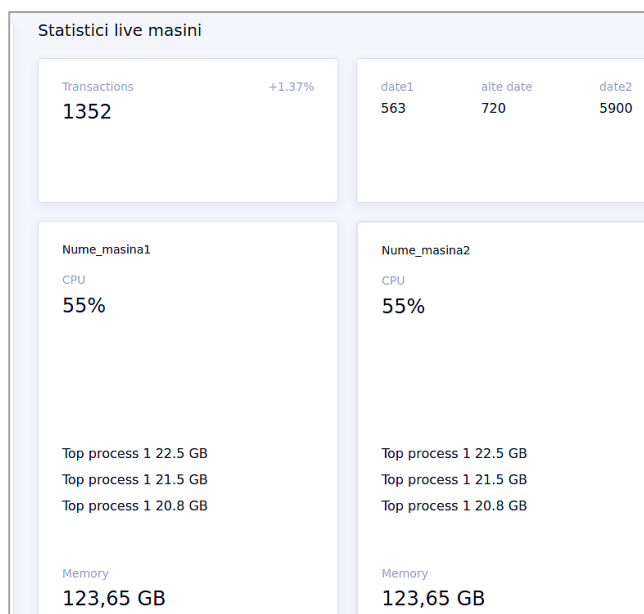 Statistici live masini
Transactions +1.37%
1352
date1 alte date date2
563 720 5900
Nume_masina1
CPU
55%
Top process 1 22.5 GB
Top process 1 21.5 GB
Top process 1 20.8 GB
Memory
123,65 GB
Nume_masina2
CPU
55%
Top process 1 22.5 GB
Top process 1 21.5 GB
Top process 1 20.8 GB
Memory
123,65 GB